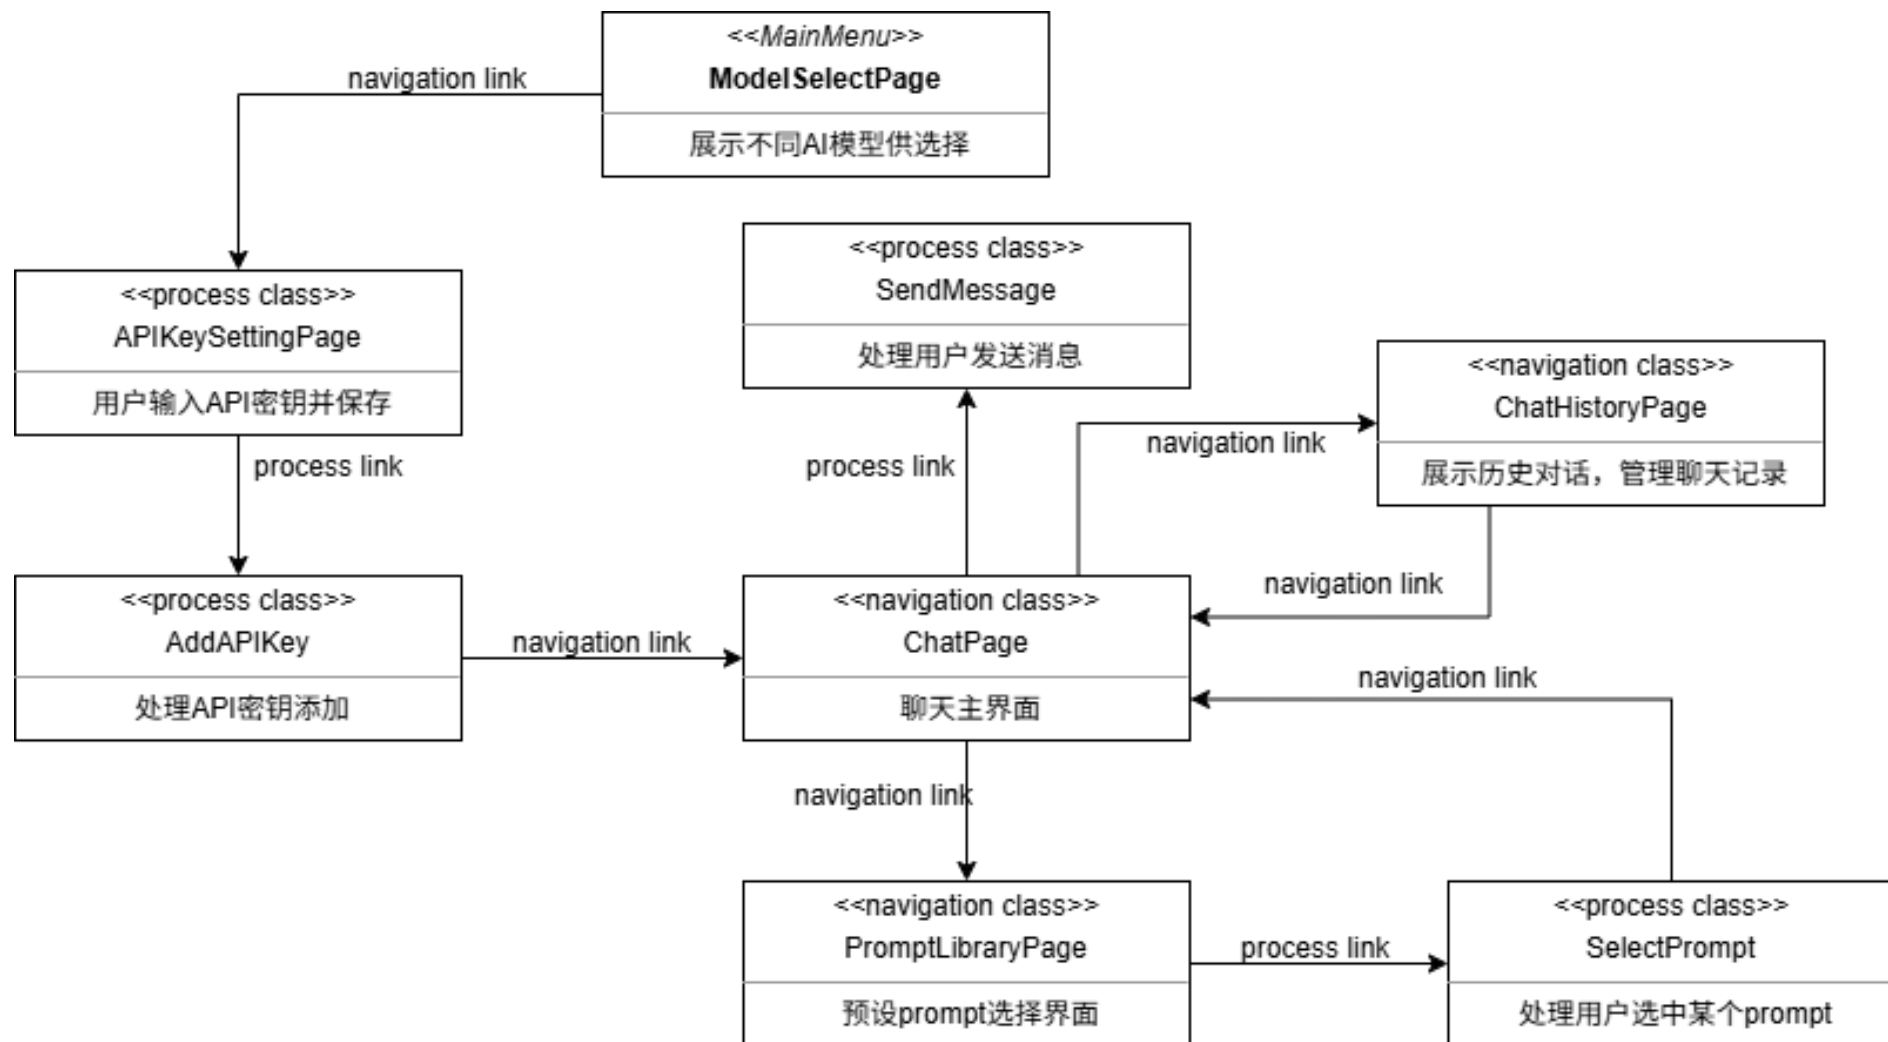 <<MainMenu>>
ModelSelectPage
展示不同AI模型供选择
navigation link
<<process class>>
APIKeySettingPage
用户输入API密钥并保存
process link
<<process class>>
SendMessage
处理用户发送消息
process link
<<navigation class>>
ChatHistoryPage
展示历史对话，管理聊天记录
navigation link
navigation link
<<process class>>
AddAPIKey
处理API密钥添加
navigation link
<<navigation class>>
ChatPage
聊天主界面
navigation link
navigation link
<<navigation class>>
PromptLibraryPage
预设prompt选择界面
process link
<<process class>>
SelectPrompt
处理用户选中某个prompt